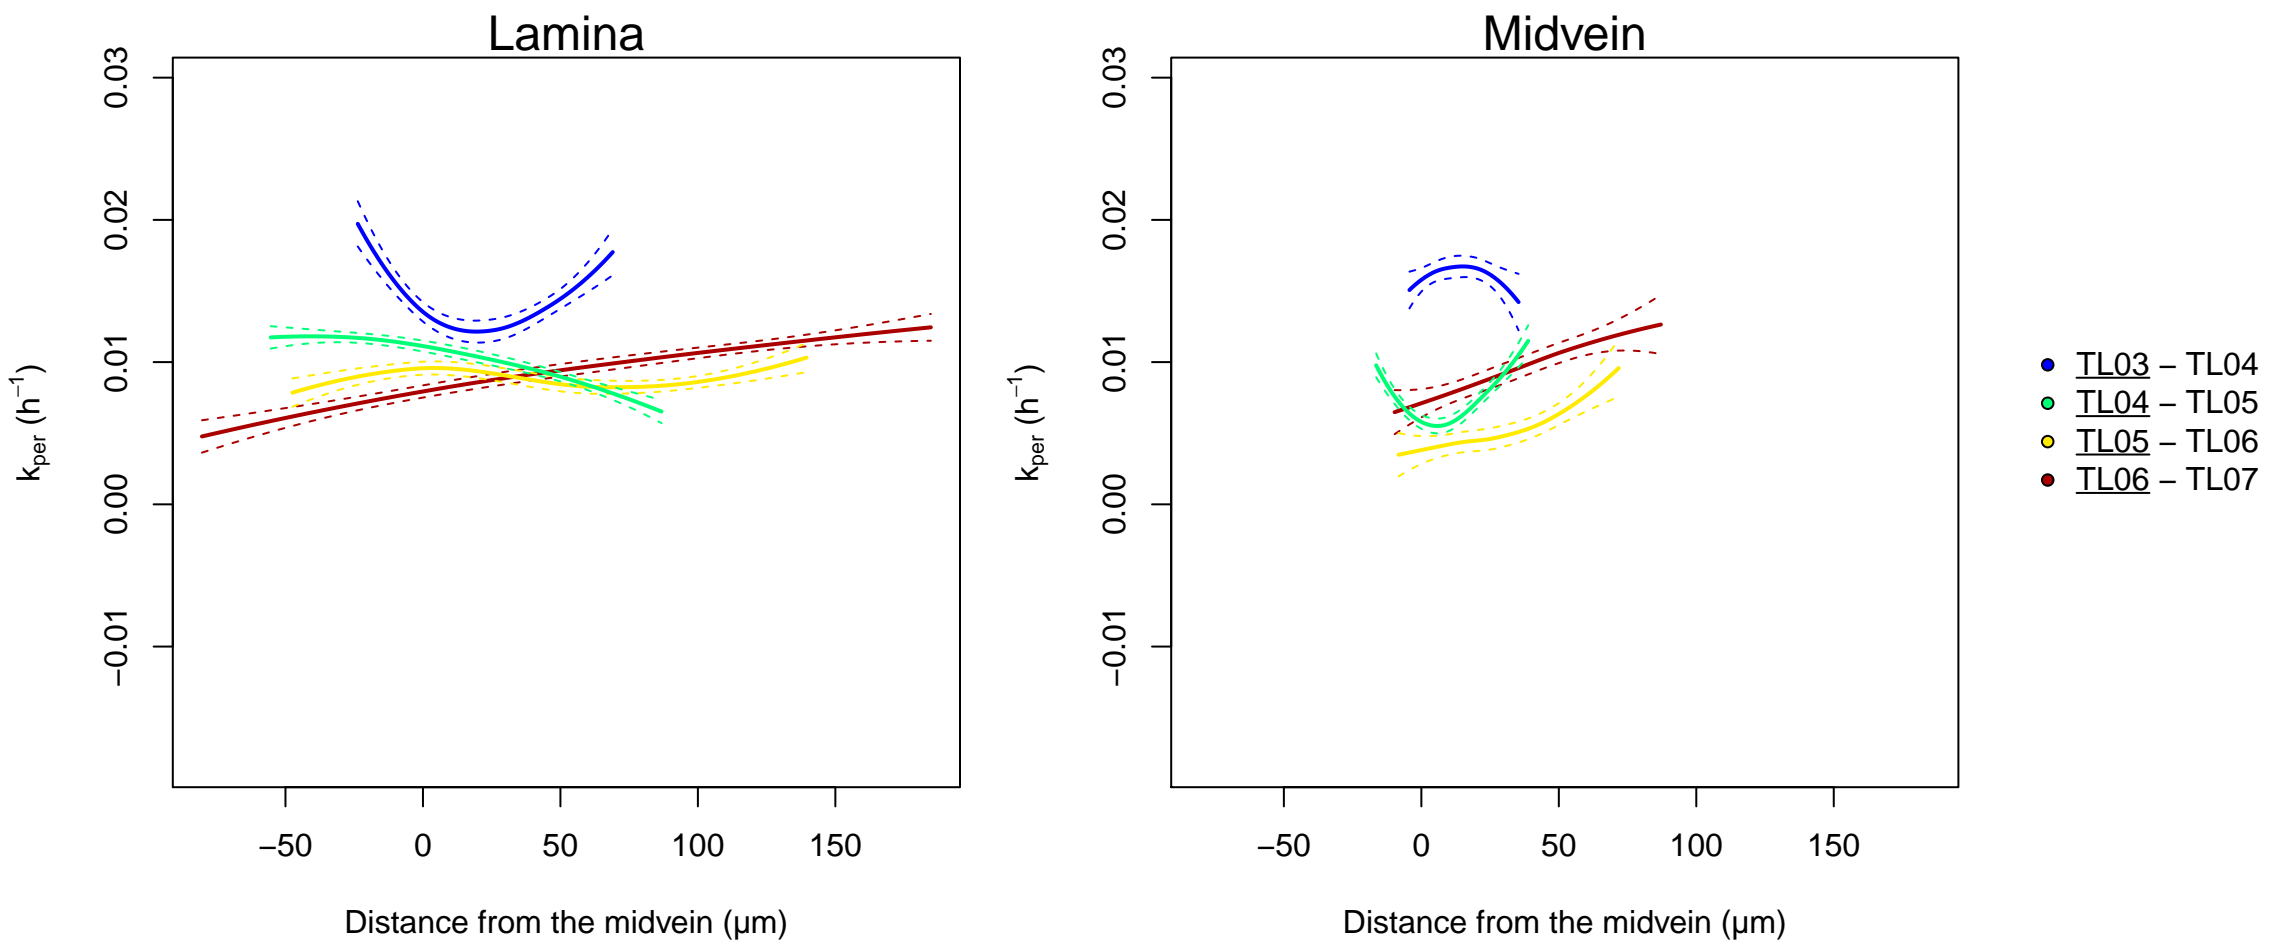 Lamina
0.03
0.02
0.01
0.00
−0.01
kper (h−1)
−50 0 50 100 150
Distance from the midvein (µm)
Midvein
0.03
0.02
0.01
0.00
−0.01
kper (h−1)
−50 0 50 100 150
Distance from the midvein (µm)
TL03 − TL04
TL04 − TL05
TL05 − TL06
TL06 − TL07